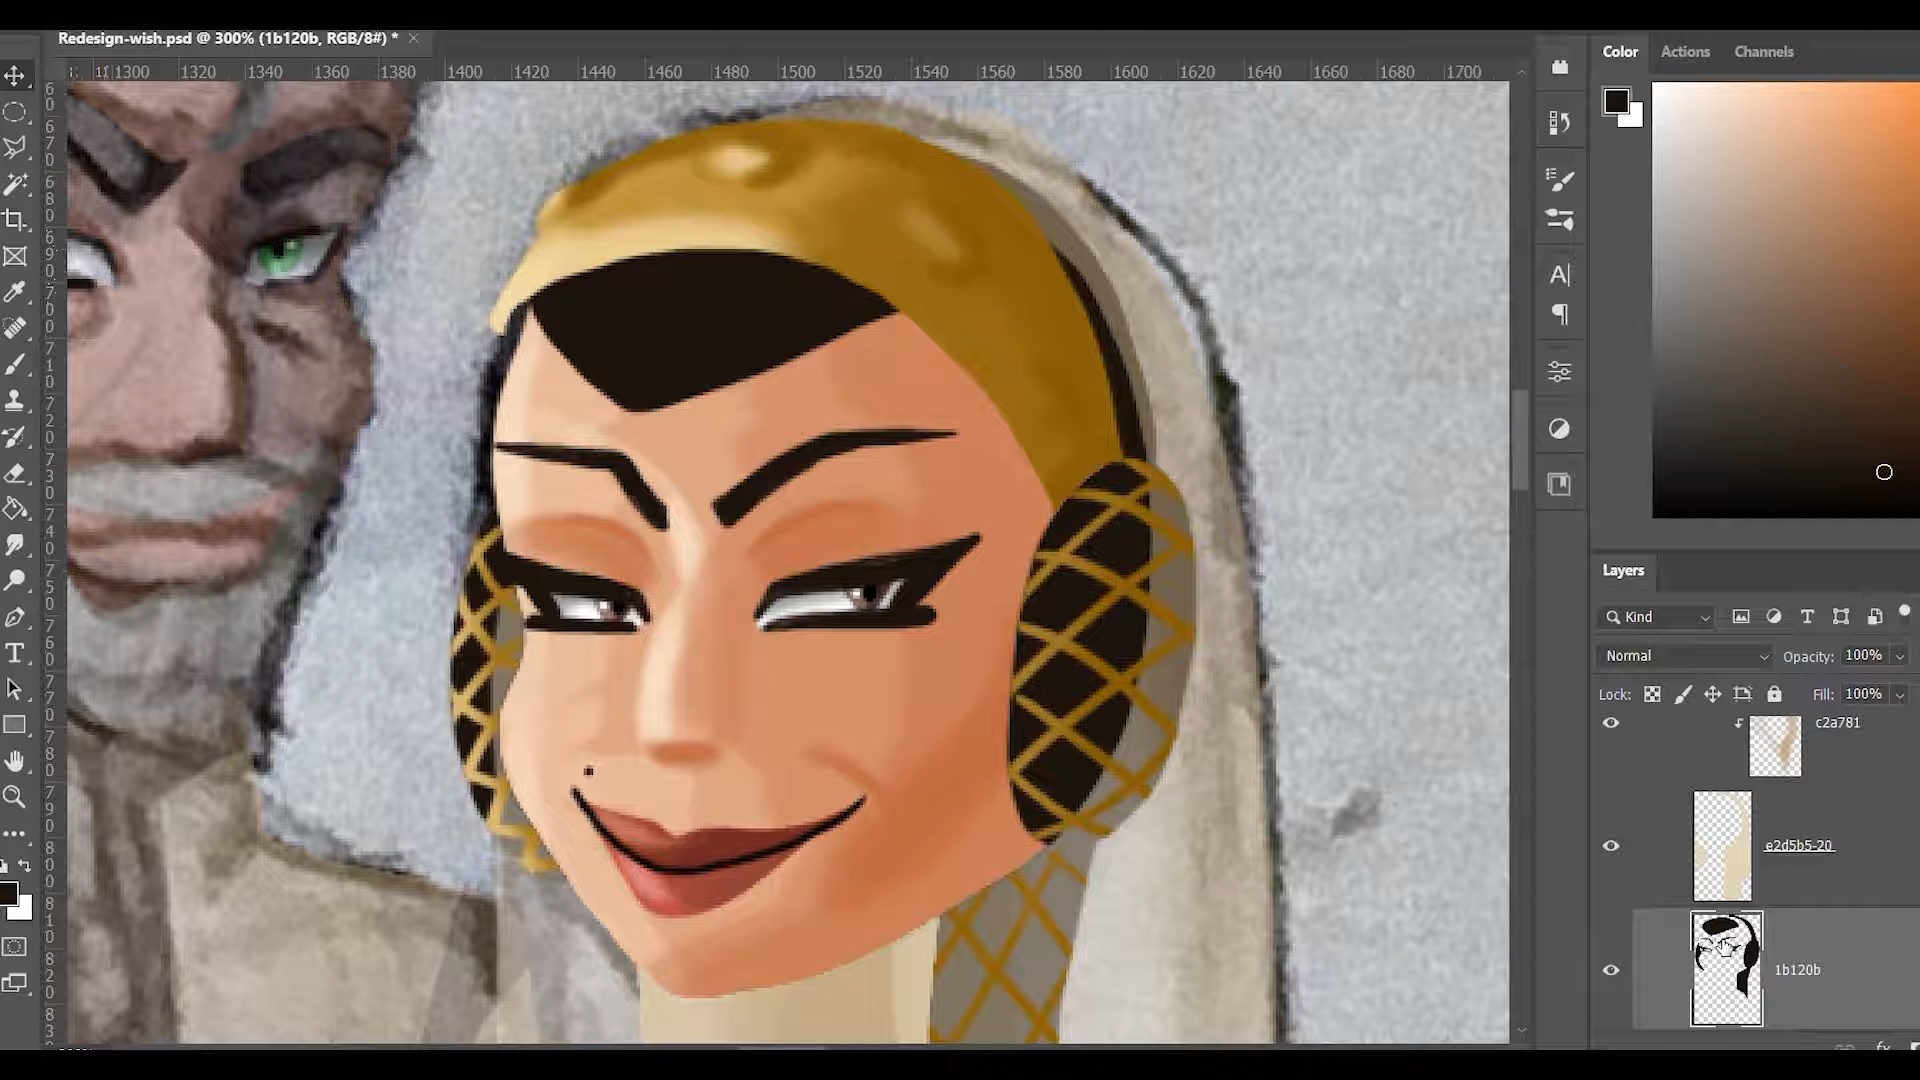 Redesign-wish.psd @ 300% (1b120b, RGB/8#) *
1300 1320 1340 1360 1380 1400 1420 1440 1460 1480 1500 1520 1540 1560 1580 1600 1620 1640 1660 1680 1700
Color Actions Channels
Layers
Kind
Normal Opacity: 100%
Lock: Fill: 100%
c2a781
e2d5b5-20
1b120b